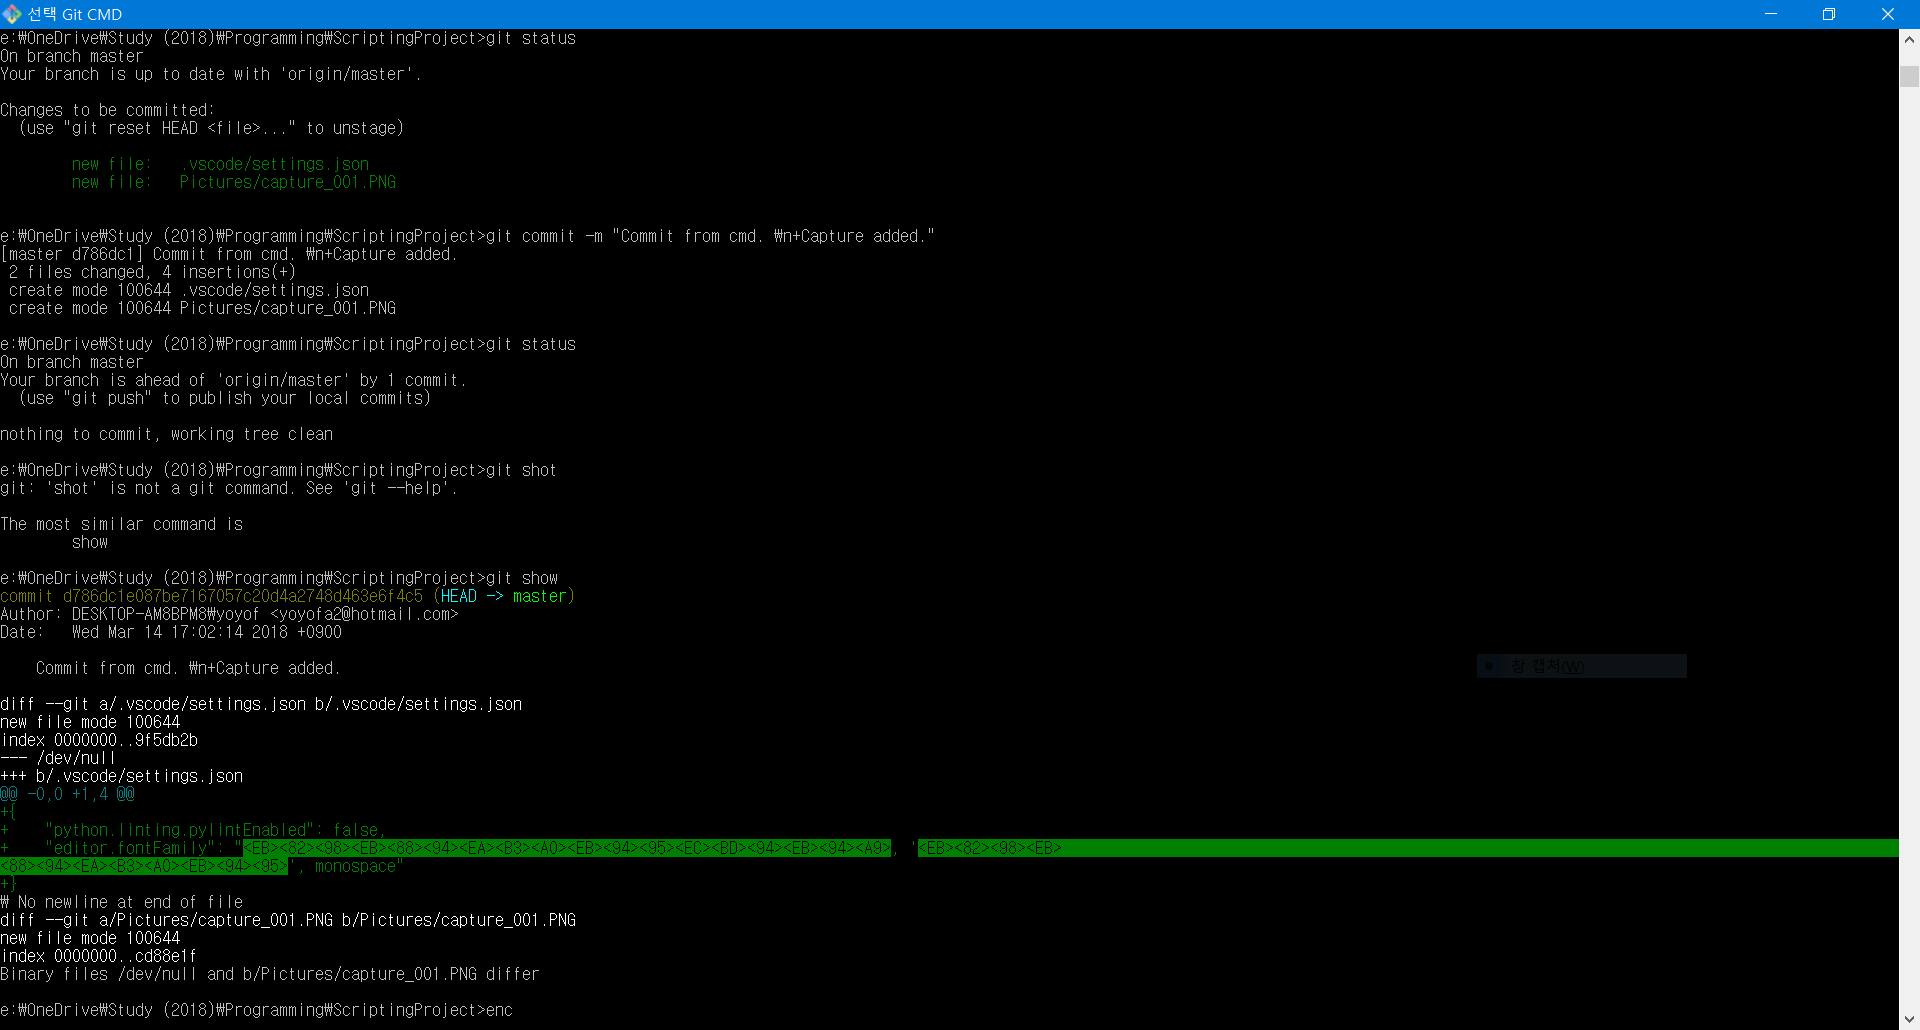 선택 Git CMD
e:₩OneDrive₩Study (2018)₩Programming₩ScriptingProject>git status
On branch master
Your branch is up to date with 'origin/master'.
Changes to be committed:
  (use "git reset HEAD <file>..." to unstage)
        new file:   .vscode/settings.json
        new file:   Pictures/capture_001.PNG
e:₩OneDrive₩Study (2018)₩Programming₩ScriptingProject>git commit -m "Commit from cmd. ₩n+Capture added."
[master d786dc1] Commit from cmd. ₩n+Capture added.
 2 files changed, 4 insertions(+)
 create mode 100644 .vscode/settings.json
 create mode 100644 Pictures/capture_001.PNG
e:₩OneDrive₩Study (2018)₩Programming₩ScriptingProject>git status
On branch master
Your branch is ahead of 'origin/master' by 1 commit.
  (use "git push" to publish your local commits)
nothing to commit, working tree clean
e:₩OneDrive₩Study (2018)₩Programming₩ScriptingProject>git shot
git: 'shot' is not a git command. See 'git --help'.
The most similar command is
        show
e:₩OneDrive₩Study (2018)₩Programming₩ScriptingProject>git show
commit d786dc1e087be7167057c20d4a2748d463e6f4c5 (HEAD -> master)
Author: DESKTOP-AM8BPM8₩yoyof <yoyofa2@hotmail.com>
Date:   Wed Mar 14 17:02:14 2018 +0900
    Commit from cmd. ₩n+Capture added.
창 캡처(W)
diff --git a/.vscode/settings.json b/.vscode/settings.json
new file mode 100644
index 0000000..9f5db2b
--- /dev/null
+++ b/.vscode/settings.json
@@ -0,0 +1,4 @@
+{
+    "python.linting.pylintEnabled": false,
+    "editor.fontFamily": "<EB><82><98><EB><88><94><EA><B3><A0><EB><94><95><EC><BD><94><EB><94><A9>, '<EB><82><98><EB>
<88><94><EA><B3><A0><EB><94><95>', monospace"
+}
₩ No newline at end of file
diff --git a/Pictures/capture_001.PNG b/Pictures/capture_001.PNG
new file mode 100644
index 0000000..cd88e1f
Binary files /dev/null and b/Pictures/capture_001.PNG differ
e:₩OneDrive₩Study (2018)₩Programming₩ScriptingProject>enc